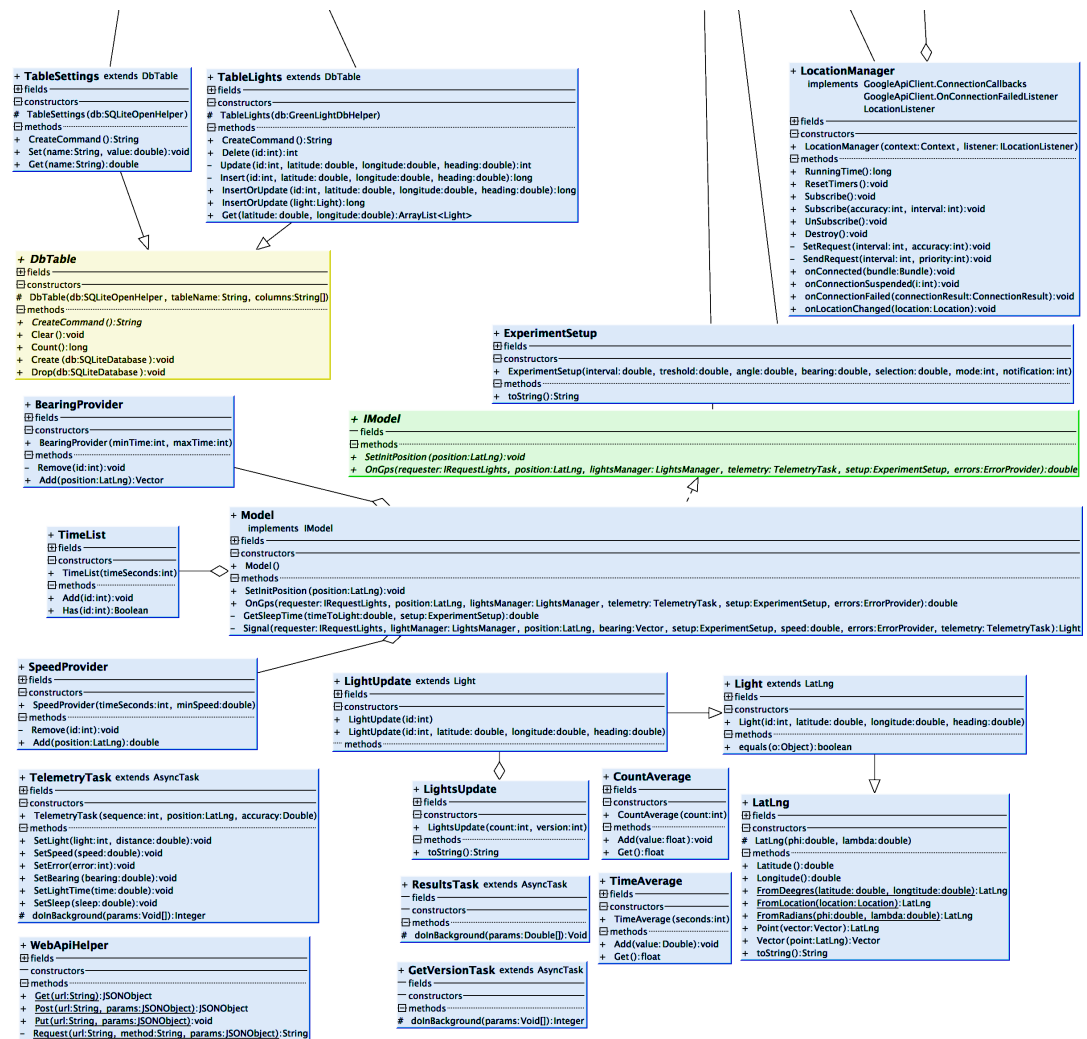 + TableSettings extends DbTable
fields
constructors
# TableSettings(db:SQLiteOpenHelper)
methods
+ CreateCommand():String
+ Set(name:String, value:double):void
+ Get(name:String):double
+ TableLights extends DbTable
fields
constructors
# TableLights(db:GreenLightDbHelper)
methods
+ CreateCommand():String
+ Delete(id:int):int
- Update(id:int, latitude:double, longitude:double, heading:double):int
- Insert(id:int, latitude:double, longitude:double, heading:double):long
+ InsertOrUpdate(id:int, latitude:double, longitude:double, heading:double):long
+ InsertOrUpdate(light:Light):long
+ Get(latitude:double, longitude:double):ArrayList<Light>
+ LocationManager
implements GoogleApiClient.ConnectionCallbacks
GoogleApiClient.OnConnectionFailedListener
LocationListener
fields
constructors
+ LocationManager(context:Context, listener:ILocationListener)
methods
+ RunningTime():long
+ ResetTimers():void
+ Subscribe():void
+ Subscribe(accuracy:int, interval:int):void
+ UnSubscribe():void
+ Destroy():void
- SetRequest(interval:int, accuracy:int):void
- SendRequest(interval:int, priority:int):void
+ onConnected(bundle:Bundle):void
+ onConnectionSuspended(i:int):void
+ onConnectionFailed(connectionResult:ConnectionResult):void
+ onLocationChanged(location:Location):void
+ DbTable
fields
constructors
# DbTable(db:SQLiteOpenHelper, tableName:String, columns:String[])
methods
+ CreateCommand():String
+ Clear():void
+ Count():long
+ Create(db:SQLiteDatabase):void
+ Drop(db:SQLiteDatabase):void
+ ExperimentSetup
fields
constructors
+ ExperimentSetup(interval:double, treshold:double, angle:double, bearing:double, selection:double, mode:int, notification:int)
methods
+ toString():String
+ BearingProvider
fields
constructors
+ BearingProvider(minTime:int, maxTime:int)
methods
- Remove(id:int):void
+ Add(position:LatLng):Vector
+ IModel
fields
methods
+ SetInitPosition(position:LatLng):void
+ OnGps(requester:IRequestLights, position:LatLng, lightsManager:LightsManager, telemetry:TelemetryTask, setup:ExperimentSetup, errors:ErrorProvider):double
+ Model
implements IModel
fields
constructors
+ Model()
methods
+ SetInitPosition(position:LatLng):void
+ OnGps(requester:IRequestLights, position:LatLng, lightsManager:LightsManager, telemetry:TelemetryTask, setup:ExperimentSetup, errors:ErrorProvider):double
- GetSleepTime(timeToLight:double, setup:ExperimentSetup):double
- Signal(requester:IRequestLights, lightManager:LightsManager, position:LatLng, bearing:Vector, setup:ExperimentSetup, speed:double, errors:ErrorProvider, telemetry:TelemetryTask):Light
+ TimeList
fields
constructors
+ TimeList(timeSeconds:int)
methods
+ Add(id:int):void
+ Has(id:int):Boolean
+ SpeedProvider
fields
constructors
+ SpeedProvider(timeSeconds:int, minSpeed:double)
methods
- Remove(id:int):void
+ Add(position:LatLng):double
+ LightUpdate extends Light
fields
constructors
+ LightUpdate(id:int)
+ LightUpdate(id:int, latitude:double, longitude:double, heading:double)
methods
+ Light extends LatLng
fields
constructors
+ Light(id:int, latitude:double, longitude:double, heading:double)
methods
+ equals(o:Object):boolean
+ TelemetryTask extends AsyncTask
fields
constructors
+ TelemetryTask(sequence:int, position:LatLng, accuracy:Double)
methods
+ SetLight(light:int, distance:double):void
+ SetSpeed(speed:double):void
+ SetError(error:int):void
+ SetBearing(bearing:double):void
+ SetLightTime(time:double):void
+ SetSleep(sleep:double):void
# doInBackground(params:Void[]):Integer
+ LightsUpdate
fields
constructors
+ LightsUpdate(count:int, version:int)
methods
+ toString():String
+ CountAverage
fields
constructors
+ CountAverage(count:int)
methods
+ Add(value:float):void
+ Get():float
+ LatLng
fields
constructors
# LatLng(phi:double, lambda:double)
methods
+ Latitude():double
+ Longitude():double
+ FromDeegres(latitude:double, longtitude:double):LatLng
+ FromLocation(location:Location):LatLng
+ FromRadians(phi:double, lambda:double):LatLng
+ Point(vector:Vector):LatLng
+ Vector(point:LatLng):Vector
+ toString():String
+ ResultsTask extends AsyncTask
fields
constructors
methods
# doInBackground(params:Double[]):Void
+ TimeAverage
fields
constructors
+ TimeAverage(seconds:int)
methods
+ Add(value:Double):void
+ Get():float
+ WebApiHelper
fields
constructors
methods
+ Get(url:String):JSONObject
+ Post(url:String, params:JSONObject):JSONObject
+ Put(url:String, params:JSONObject):void
- Request(url:String, method:String, params:JSONObject):String
+ GetVersionTask extends AsyncTask
fields
constructors
methods
# doInBackground(params:Void[]):Integer